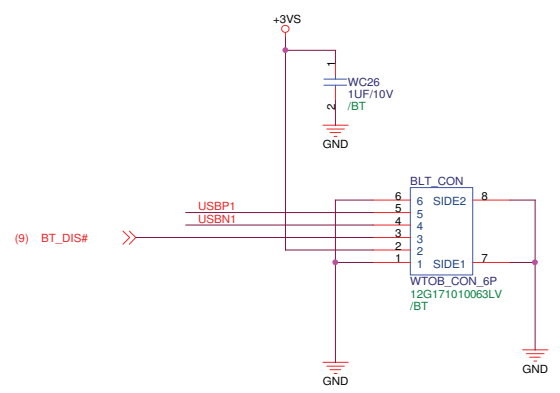 +3VS
1
WC26
1UF/10V
2
/BT
GND
BLT_CON
6 6 SIDE2 8
USBP1 5 5
USBN1 4 4
(9) BT_DIS# 3 3
2 2
1 1 SIDE1 7
WTOB_CON_6P
12G171010063LV
/BT
GND
GND